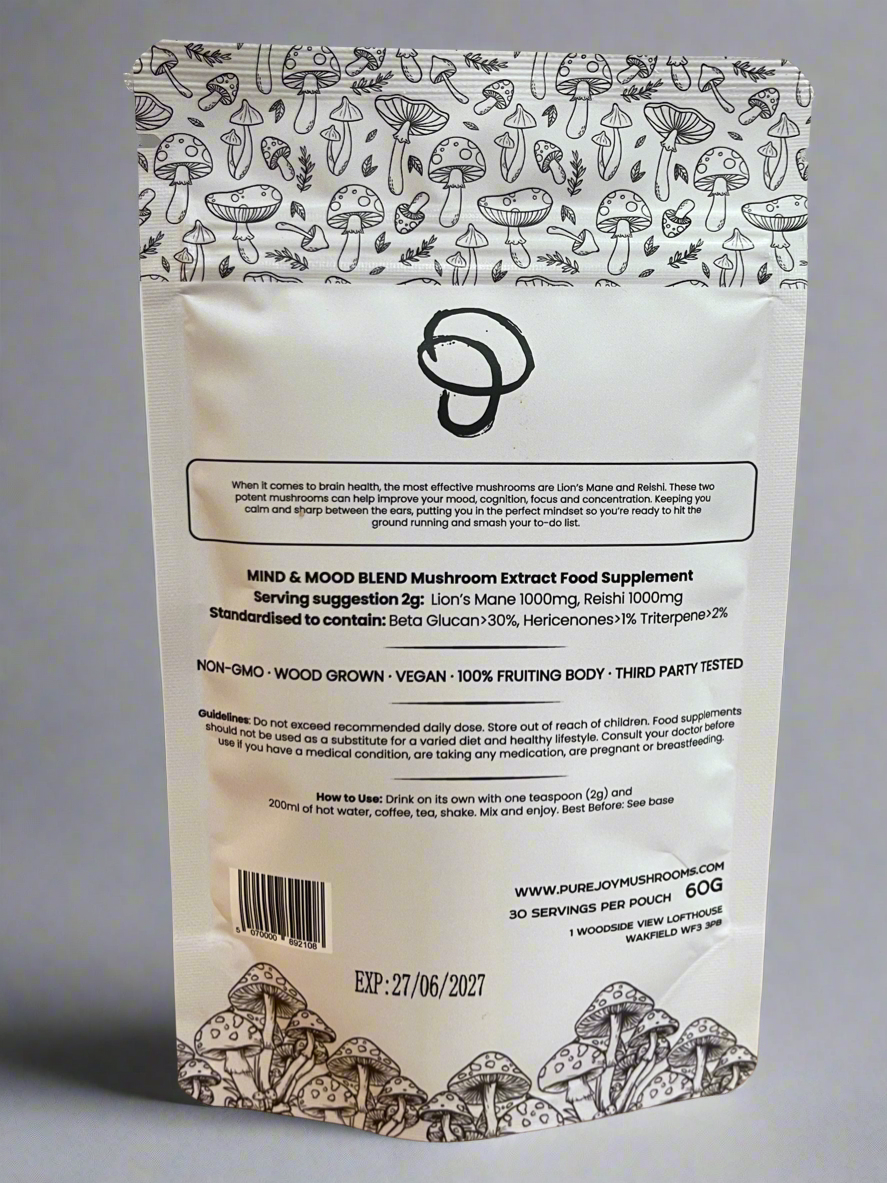 When it comes to brain health, the most effective mushrooms are Lion's Mane and Reishi. These two
potent mushrooms can help improve your mood, cognition, focus and concentration. Keeping you
calm and sharp between the ears, putting you in the perfect mindset so you're ready to hit the
ground running and smash your to-do list.
MIND & MOOD BLEND Mushroom Extract Food Supplement
Serving suggestion 2g: Lion's Mane 1000mg, Reishi 1000mg
Standardised to contain: Beta Glucan>30%, Hericenones>1% Triterpene>2%
NON-GMO · WOOD GROWN · VEGAN · 100% FRUITING BODY · THIRD PARTY TESTED
Guidelines: Do not exceed recommended daily dose. Store out of reach of children. Food supplements
should not be used as a substitute for a varied diet and healthy lifestyle. Consult your doctor before
use if you have a medical condition, are taking any medication, are pregnant or breastfeeding.
How to Use: Drink on its own with one teaspoon (2g) and
200ml of hot water, coffee, tea, shake. Mix and enjoy. Best Before: See base
WWW.PUREJOYMUSHROOMS.COM
30 SERVINGS PER POUCH 60G
1 WOODSIDE VIEW LOFTHOUSE
WAKFIELD WF3 3PB
5 070000 892108
EXP:27/06/2027